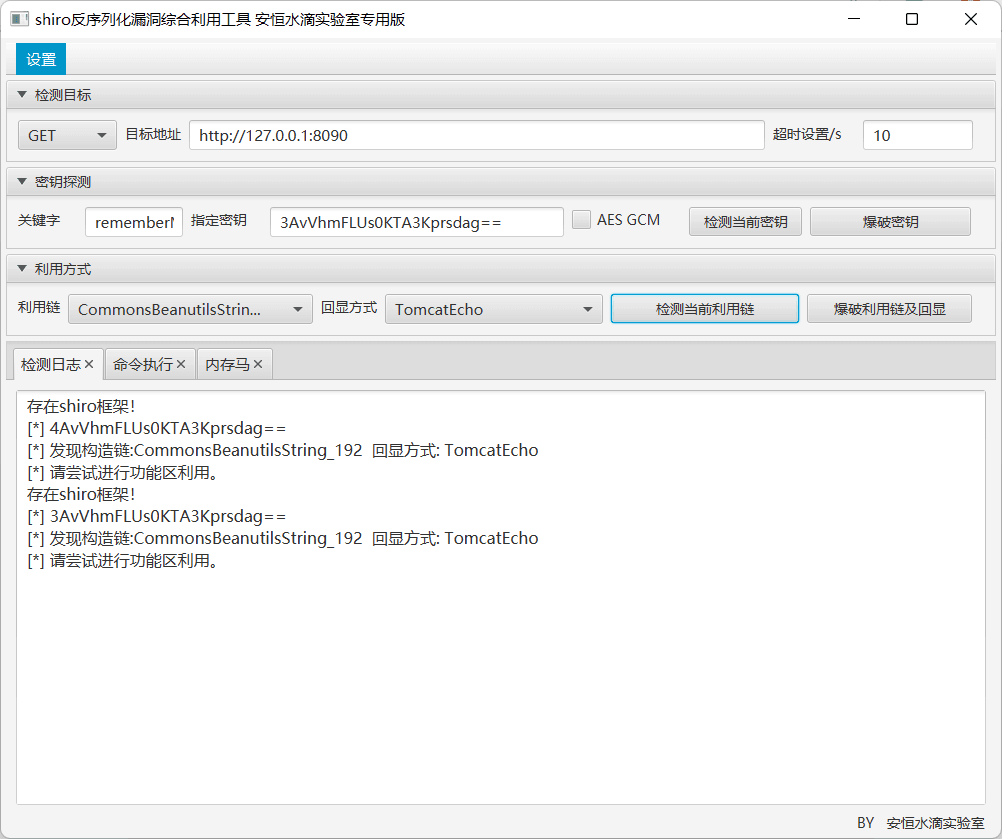 shiro反序列化漏洞综合利用工具 安恒水滴实验室专用版
设置
检测目标
GET 目标地址 http://127.0.0.1:8090 超时设置/s 10
密钥探测
关键字 remember 指定密钥 3AvVhmFLUs0KTA3Kprsdag== AES GCM 检测当前密钥 爆破密钥
利用方式
利用链 CommonsBeanutilsStrin... 回显方式 TomcatEcho 检测当前利用链 爆破利用链及回显
检测日志 命令执行 内存马
存在shiro框架!
[*] 4AvVhmFLUs0KTA3Kprsdag==
[*] 发现构造链:CommonsBeanutilsString_192 回显方式: TomcatEcho
[*] 请尝试进行功能区利用。
存在shiro框架!
[*] 3AvVhmFLUs0KTA3Kprsdag==
[*] 发现构造链:CommonsBeanutilsString_192 回显方式: TomcatEcho
[*] 请尝试进行功能区利用。
BY 安恒水滴实验室